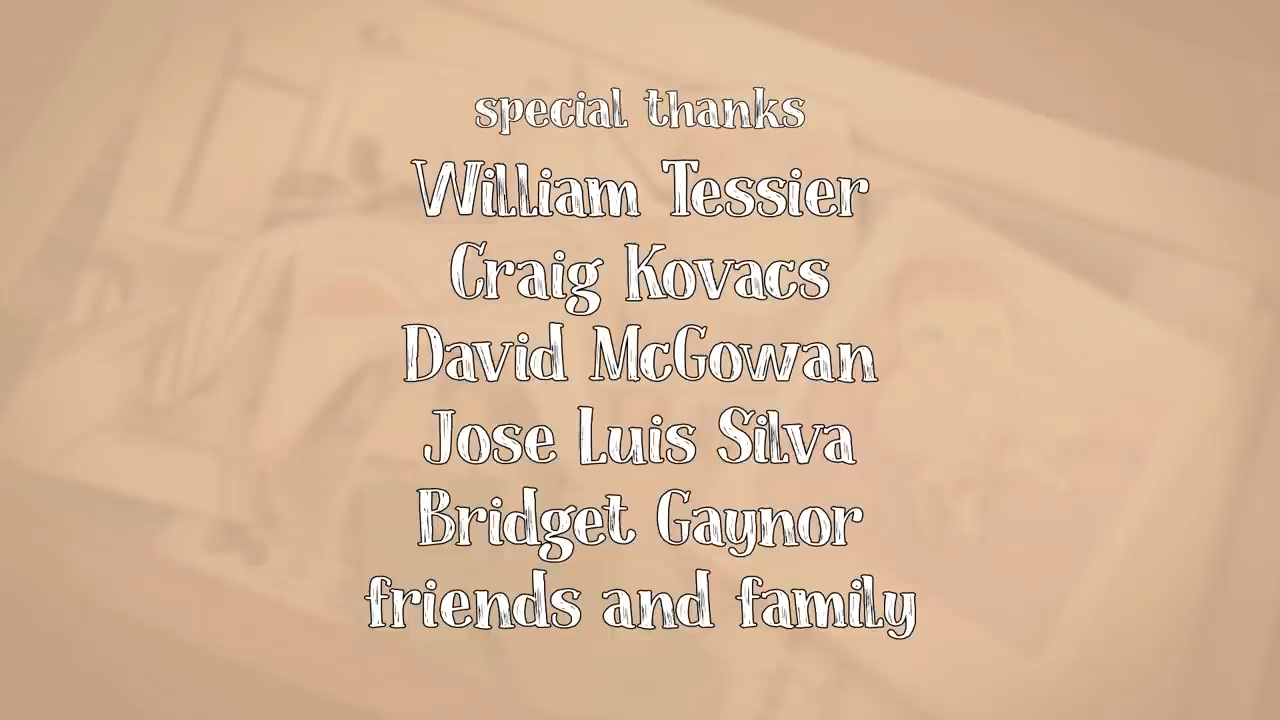 special thanks
William Tessier
Craig Kovacs
David McGowan
Jose Luis Silva
Bridget Gaynor
friends and family